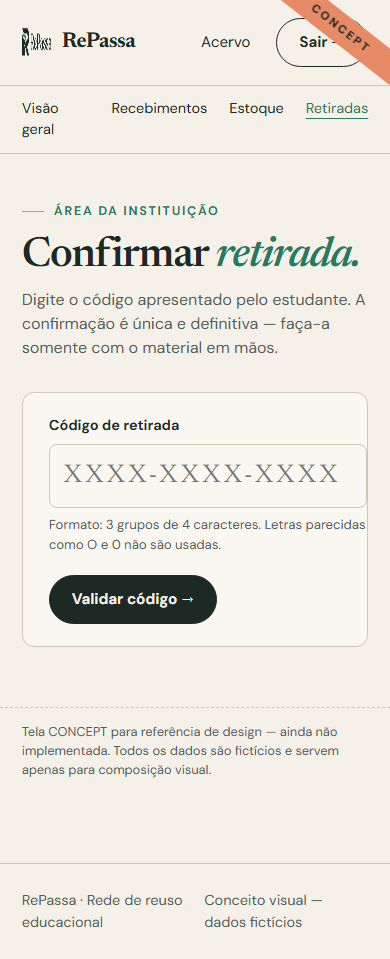 RePassa
Acervo
Sair
CONCEPT
Visão
geral
Recebimentos
Estoque
Retiradas
ÁREA DA INSTITUIÇÃO
Confirmar retirada.
Digite o código apresentado pelo estudante. A
confirmação é única e definitiva — faça-a
somente com o material em mãos.
Código de retirada
XXXX-XXXX-XXXX
Formato: 3 grupos de 4 caracteres. Letras parecidas
como O e 0 não são usadas.
Validar código →
Tela CONCEPT para referência de design — ainda não
implementada. Todos os dados são fictícios e servem
apenas para composição visual.
RePassa · Rede de reuso
educacional
Conceito visual —
dados fictícios